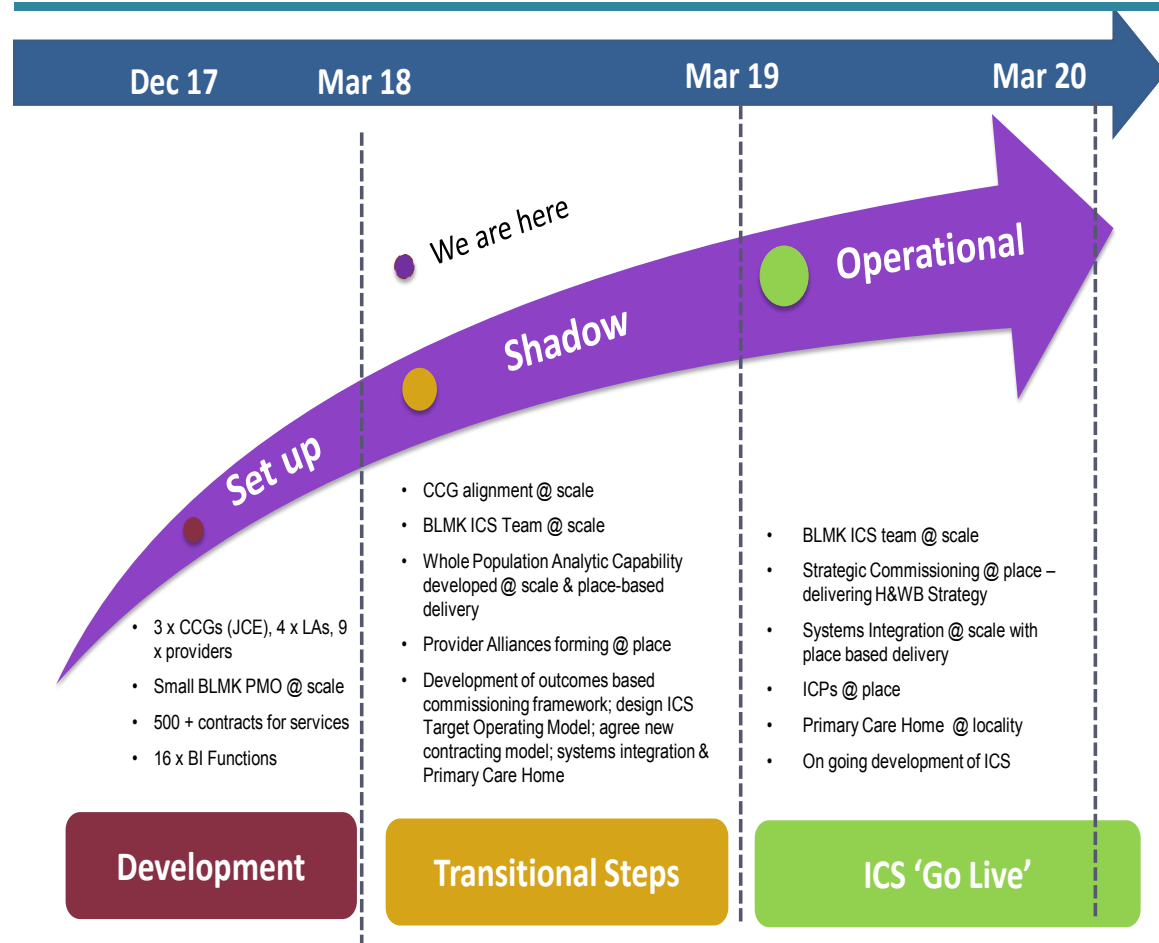 Dec 17
Mar 18
Mar 19
Mar 20
We are here
Set up
Shadow
Operational
• 3 x CCGs (JCE), 4 x LAs, 9
x providers
• Small BLMK PMO @ scale
• 500 + contracts for services
• 16 x BI Functions
• CCG alignment @ scale
• BLMK ICS Team @ scale
• Whole Population Analytic Capability
developed @ scale & place-based
delivery
• Provider Alliances forming @ place
• Development of outcomes based
commissioning framework; design ICS
Target Operating Model; agree new
contracting model; systems integration &
Primary Care Home
• BLMK ICS team @ scale
• Strategic Commissioning @ place –
delivering H&WB Strategy
• Systems Integration @ scale with
place based delivery
• ICPs @ place
• Primary Care Home @ locality
• On going development of ICS
Development
Transitional Steps
ICS ‘Go Live’